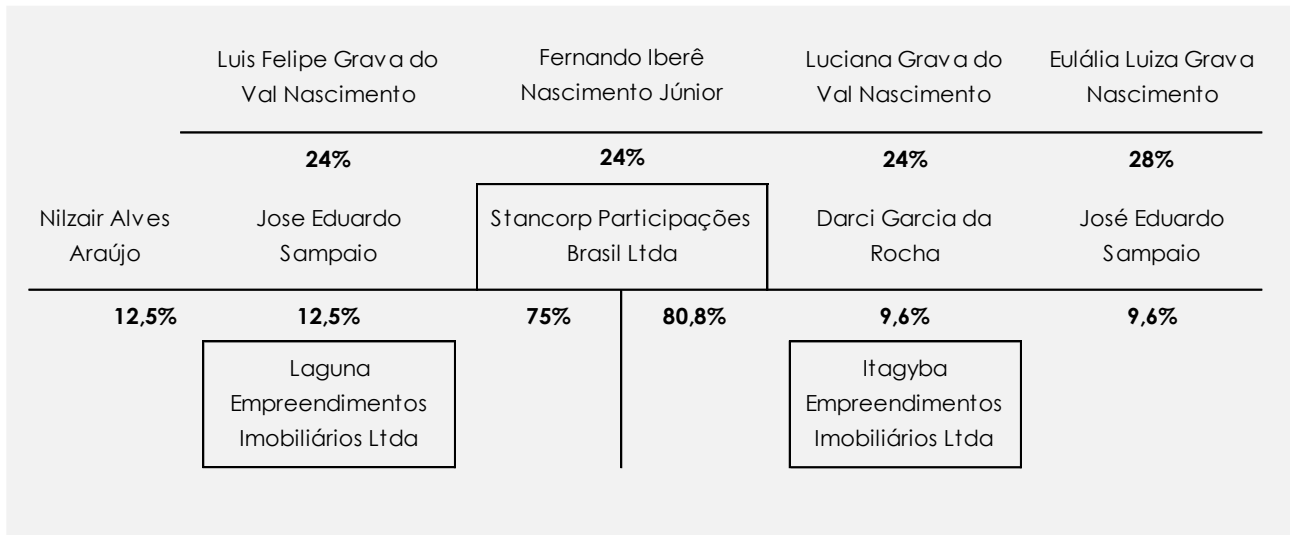 Luis Felipe Grava do
Val Nascimento
Fernando Iberê
Nascimento Júnior
Luciana Grava do
Val Nascimento
Eulália Luiza Grava
Nascimento
24%
24%
24%
28%
Nilzair Alves
Araújo
Jose Eduardo
Sampaio
Stancorp Participações
Brasil Ltda
Darci Garcia da
Rocha
José Eduardo
Sampaio
12,5%
12,5%
75%
80,8%
9,6%
9,6%
Laguna
Empreendimentos
Imobiliários Ltda
Itagyba
Empreendimentos
Imobiliários Ltda